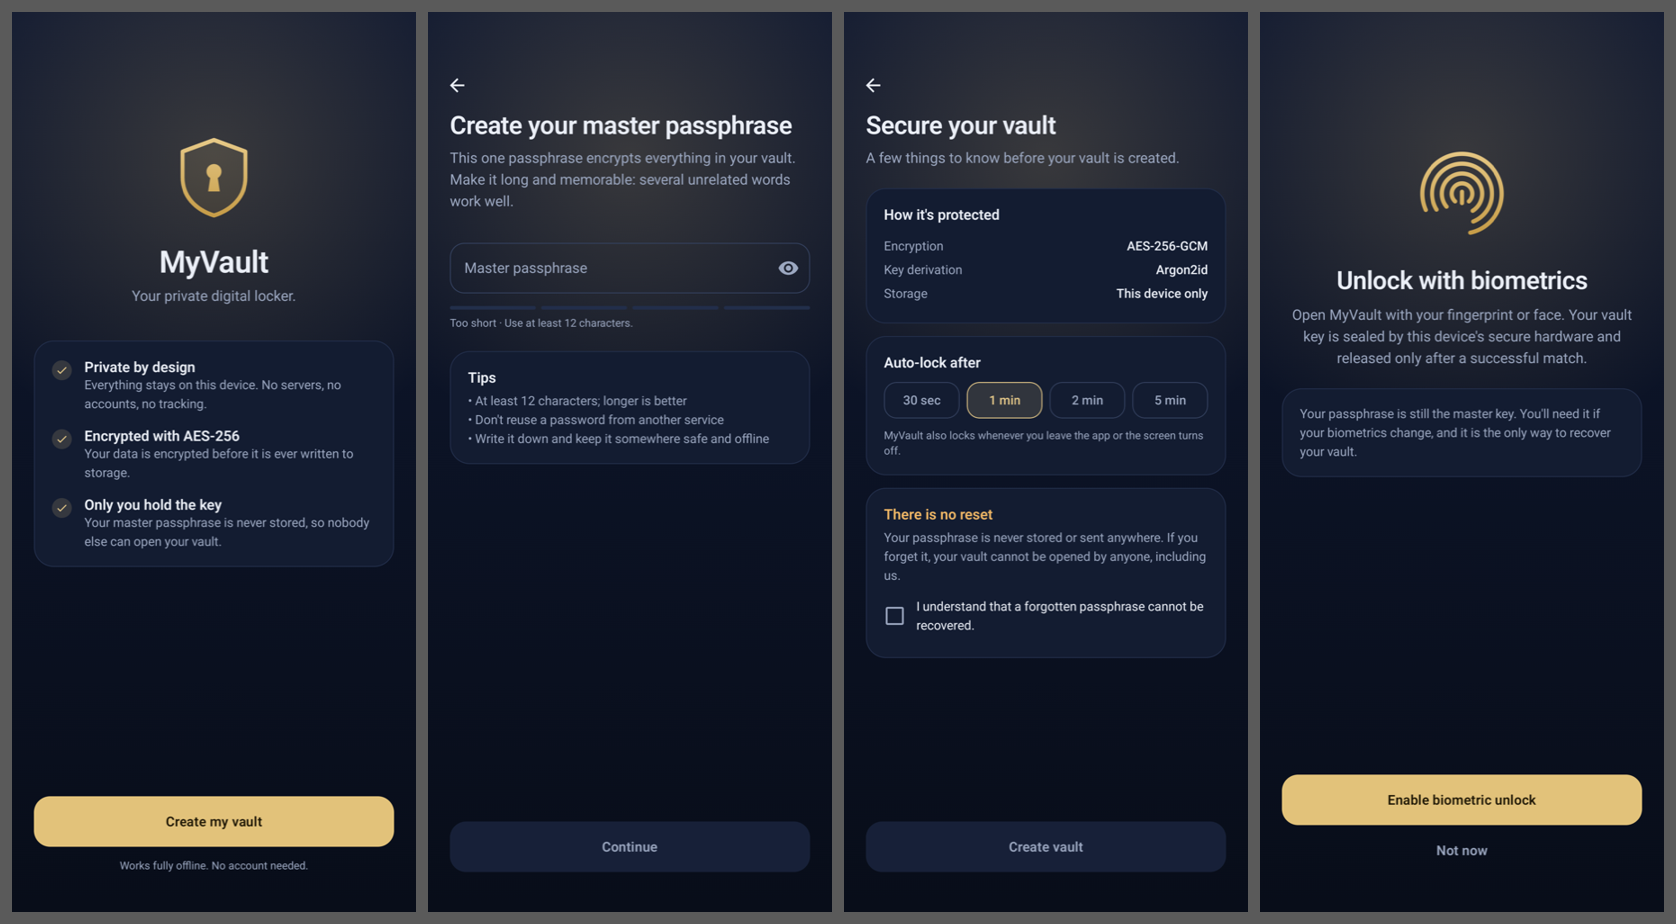 MyVault
Your private digital locker.
Private by design
Everything stays on this device. No servers, no
accounts, no tracking.
Encrypted with AES-256
Your data is encrypted before it is ever written to
storage.
Only you hold the key
Your master passphrase is never stored, so nobody
else can open your vault.
Create my vault
Works fully offline. No account needed.
Create your master passphrase
This one passphrase encrypts everything in your vault.
Make it long and memorable: several unrelated words
work well.
Master passphrase
Too short · Use at least 12 characters.
Tips
• At least 12 characters; longer is better
• Don't reuse a password from another service
• Write it down and keep it somewhere safe and offline
Continue
Secure your vault
A few things to know before your vault is created.
How it's protected
Encryption AES-256-GCM
Key derivation Argon2id
Storage This device only
Auto-lock after
30 sec 1 min 2 min 5 min
MyVault also locks whenever you leave the app or the screen turns
off.
There is no reset
Your passphrase is never stored or sent anywhere. If you
forget it, your vault cannot be opened by anyone, including
us.
I understand that a forgotten passphrase cannot be
recovered.
Create vault
Unlock with biometrics
Open MyVault with your fingerprint or face. Your vault
key is sealed by this device's secure hardware and
released only after a successful match.
Your passphrase is still the master key. You'll need it if
your biometrics change, and it is the only way to recover
your vault.
Enable biometric unlock
Not now